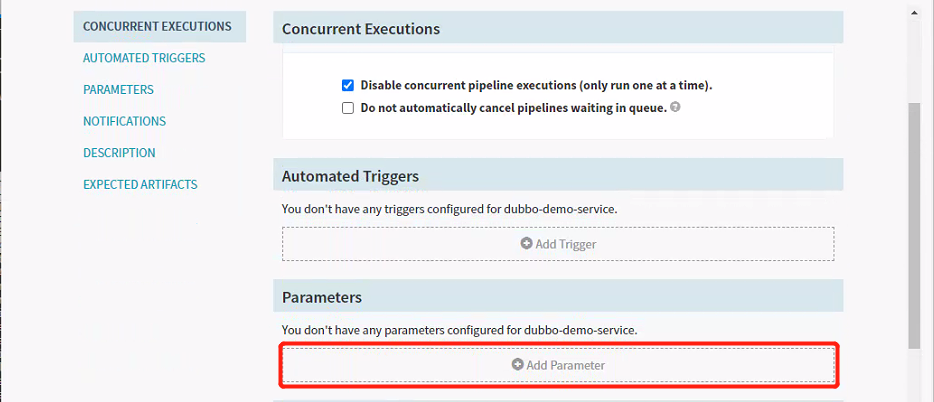 CONCURRENT EXECUTIONS
AUTOMATED TRIGGERS
PARAMETERS
NOTIFICATIONS
DESCRIPTION
EXPECTED ARTIFACTS
Concurrent Executions
Disable concurrent pipeline executions (only run one at a time).
Do not automatically cancel pipelines waiting in queue.
Automated Triggers
You don't have any triggers configured for dubbo-demo-service.
Add Trigger
Parameters
You don't have any parameters configured for dubbo-demo-service.
Add Parameter